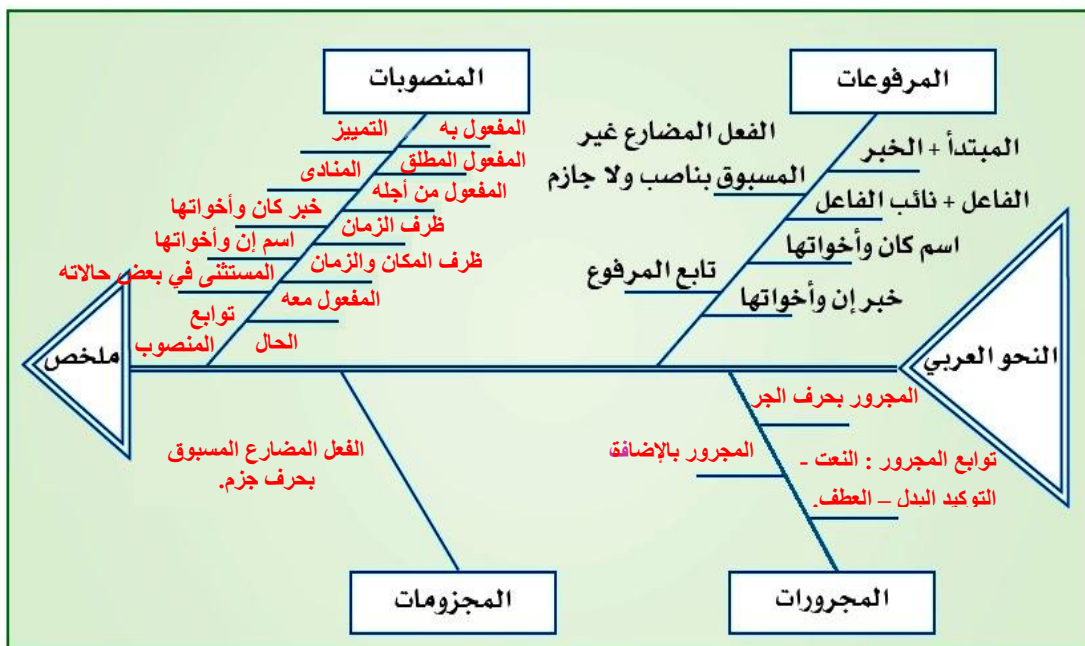 المرفوعات
المبتدأ + الخبر
الفاعل + نائب الفاعل
اسم كان وأخواتها
خبر إن وأخواتها
الفعل المضارع غير
المسبوق بناصب ولا جازم
تابع المرفوع
المنصوبات
المفعول به
المفعول المطلق
المفعول من أجله
ظرف الزمان
ظرف المكان والزمان
المفعول معه
الحال
التمييز
المنادى
خبر كان وأخواتها
اسم إن وأخواتها
المستثنى في بعض حالاته
توابع
المنصوب
النحو العربي
ملخص
المجرور بحرف الجر
توابع المجرور : النعت -
التوكيد البدل – العطف.
المجرور بالإضافة
المجرورات
الفعل المضارع المسبوق
بحرف جزم.
المجزومات